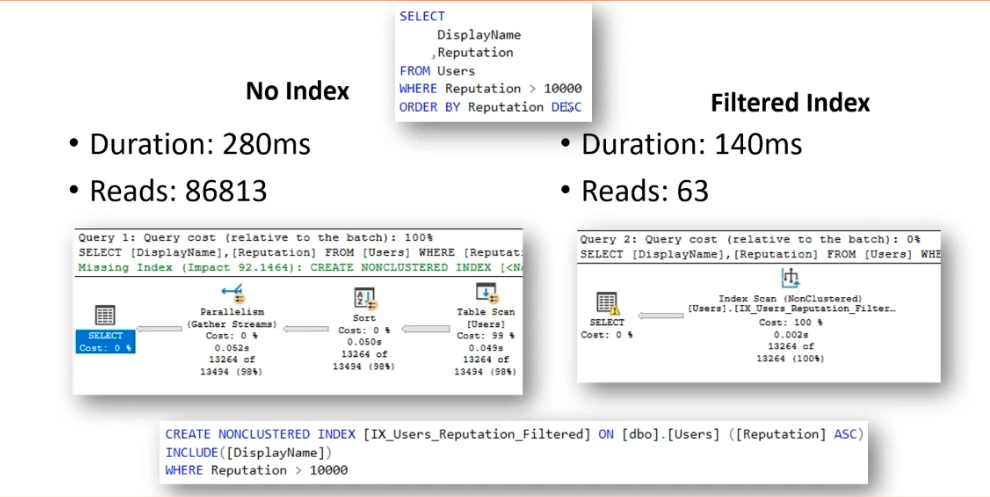 SELECT
DisplayName
,Reputation
FROM Users
WHERE Reputation > 10000
ORDER BY Reputation DESC
No Index
• Duration: 280ms
• Reads: 86813
Query 1: Query cost (relative to the batch): 100%
SELECT [DisplayName],[Reputation] FROM [Users] WHERE [Reputat
Missing Index (Impact 92.1464): CREATE NONCLUSTERED INDEX [<N
SELECT
Cost: 0 %
Parallelism
(Gather Streams)
Cost: 0 %
0.052s
13264 of
13494 (98%)
Sort
Cost: 0 %
0.050s
13264 of
13494 (98%)
Table Scan
[Users]
Cost: 99 %
0.049s
13264 of
13494 (98%)
Filtered Index
• Duration: 140ms
• Reads: 63
Query 2: Query cost (relative to the batch): 0%
SELECT [DisplayName],[Reputation] FROM [Users] WHE
SELECT
Cost: 0 %
Index Scan (NonClustered)
[Users].[IX_Users_Reputation_Filter…
Cost: 100 %
0.002s
13264 of
13264 (100%)
CREATE NONCLUSTERED INDEX [IX_Users_Reputation_Filtered] ON [dbo].[Users] ([Reputation] ASC)
INCLUDE([DisplayName])
WHERE Reputation > 10000